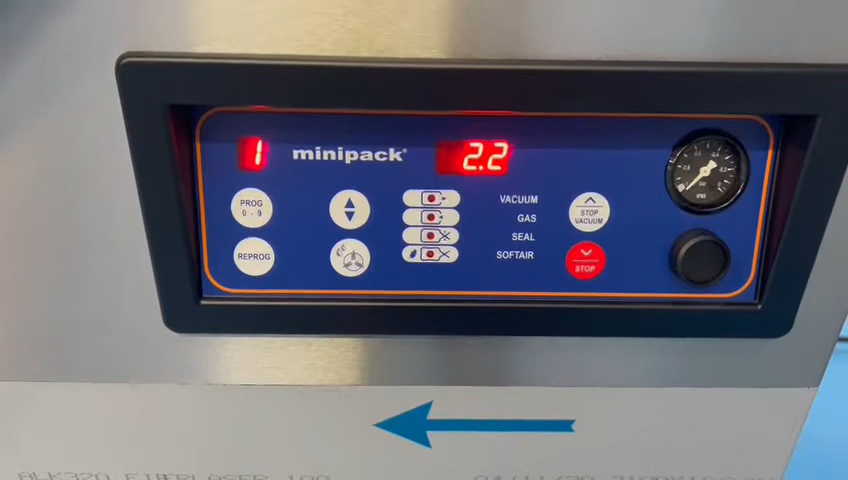 1
minipack®
2.2
PROG
0 - 9
VACUUM
GAS
SEAL
SOFTAIR
STOP
VACUUM
REPROG
STOP